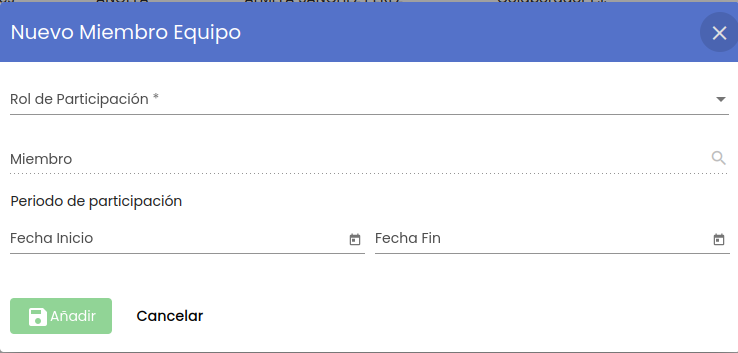 Nuevo Miembro Equipo
Rol de Participación *
Miembro
Periodo de participación
Fecha Inicio Fecha Fin
Añadir Cancelar